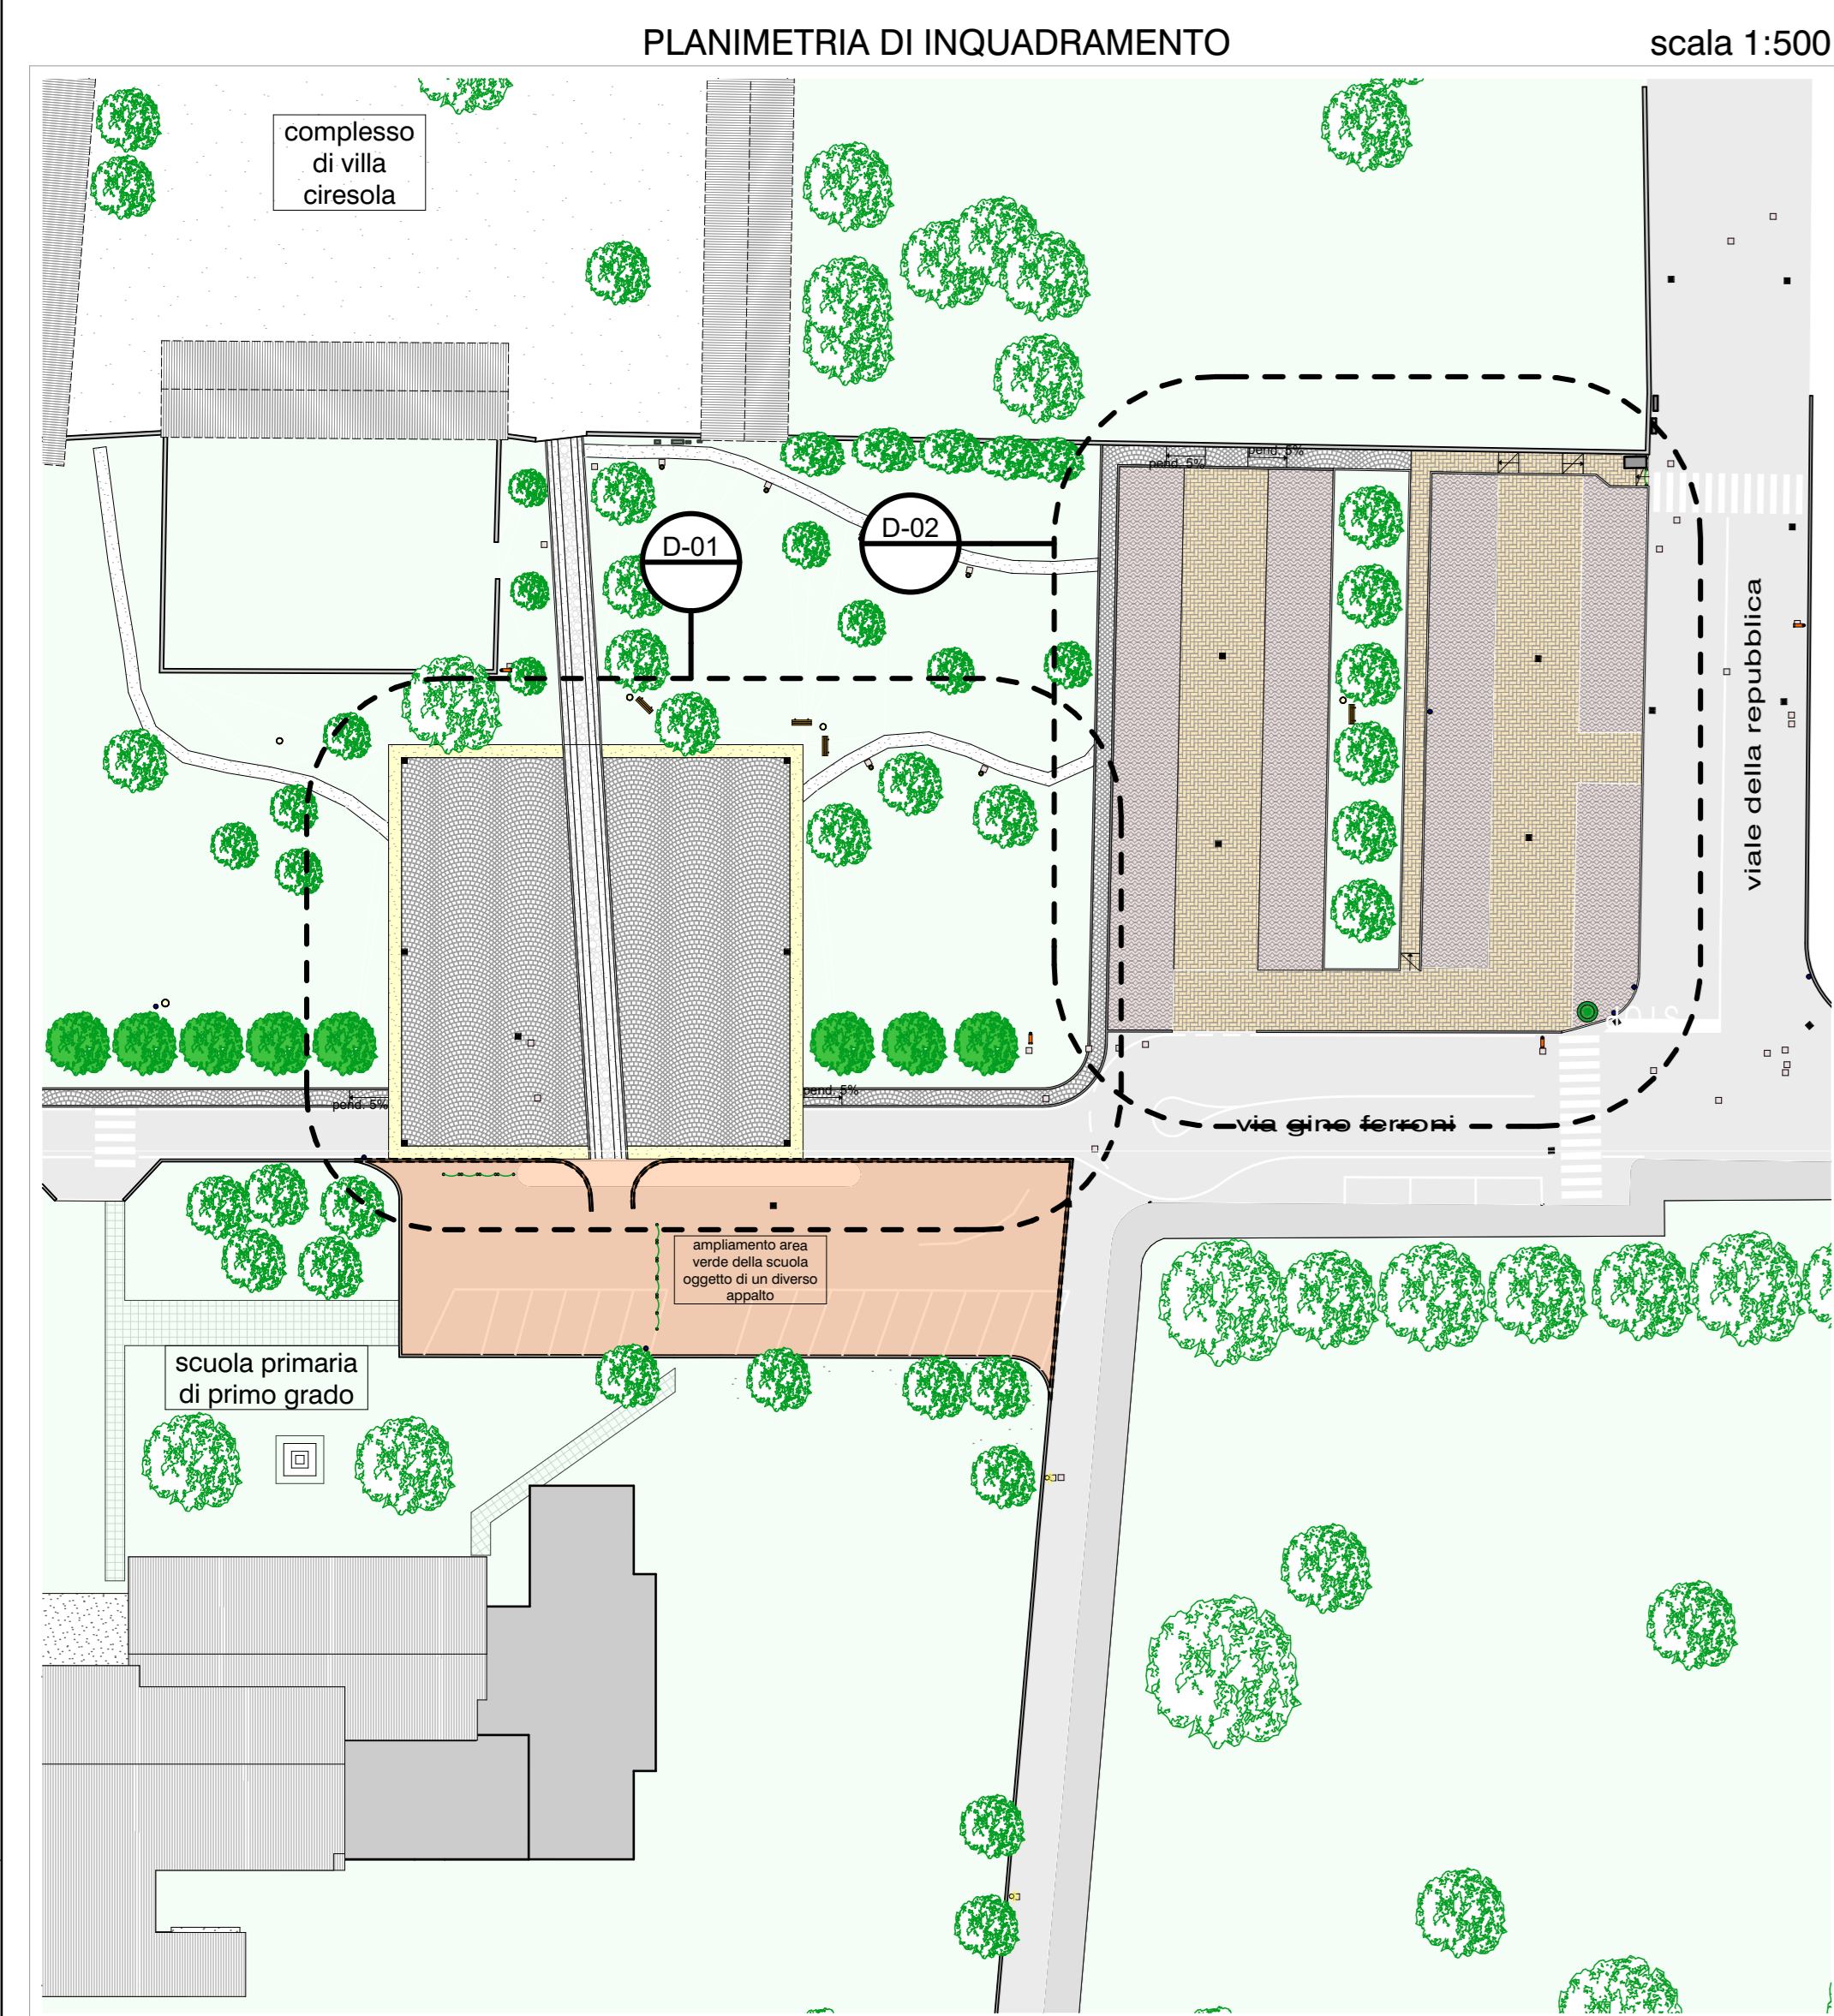 PLANIMETRIA DI INQUADRAMENTO
scala 1:500
complesso
di villa
ciresola
pend. 5%
pend. 5%
D-01
D-02
viale della repubblica
STOP
pend. 5%
pend. 5%
via gino ferroni
ampliamento area
verde della scuola
oggetto di un diverso
appalto
scuola primaria
di primo grado